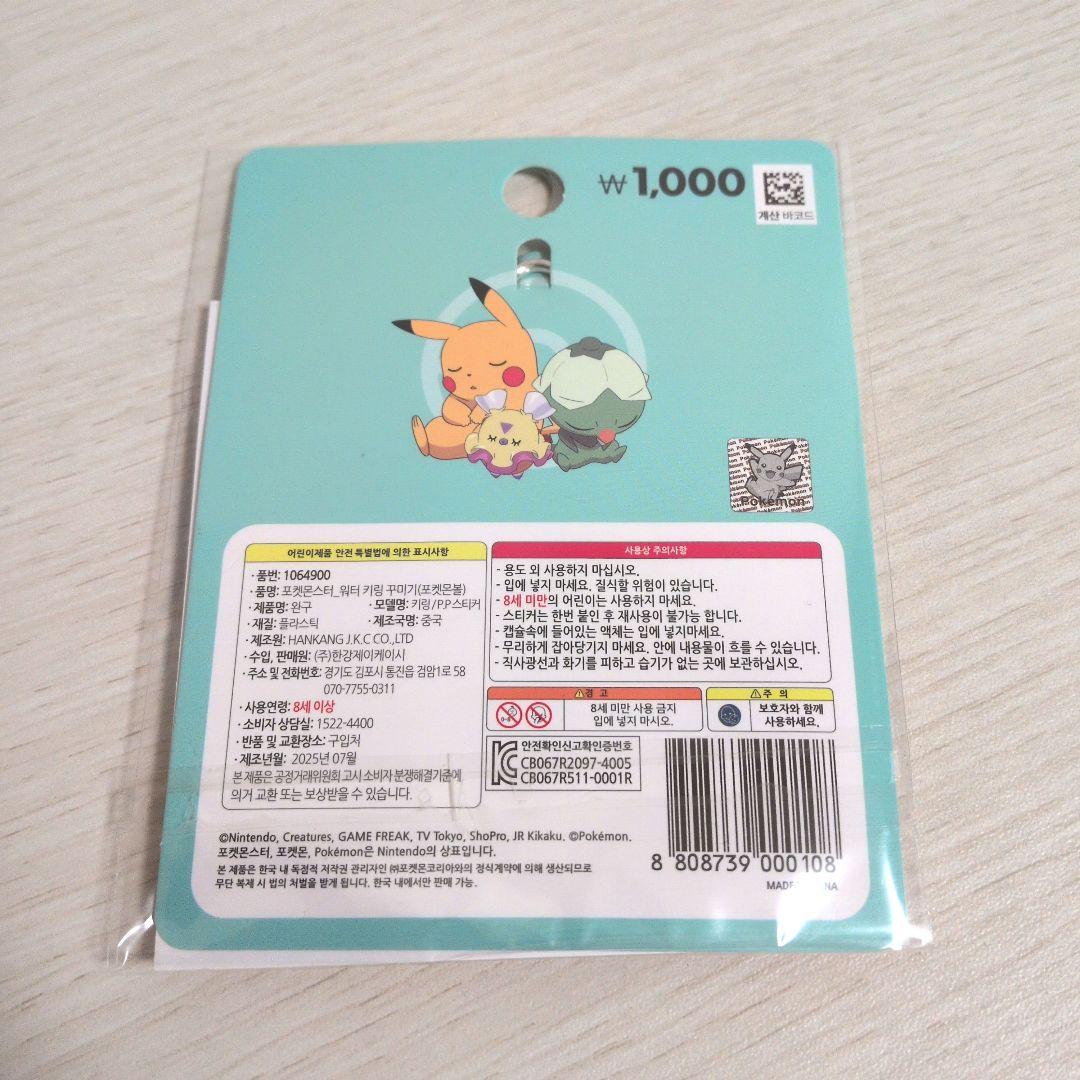 ₩1,000
계산 바코드
Pokémon
어린이제품 안전 특별법에 의한 표시사항
· 품번: 1064900
· 품명: 포켓몬스터_워터 키링 꾸미기(포켓몬볼)
· 제품명: 완구 · 모델명: 키링/P.P 스티커
· 재질: 플라스틱 · 제조국명: 중국
· 제조원: HANKANG J.K.C CO.,LTD
· 수입, 판매원: (주)한강제이케이시
· 주소 및 전화번호: 경기도 김포시 통진읍 검암1로 58
070-7755-0311
· 사용연령: 8세 이상
· 소비자 상담실: 1522-4400
· 반품 및 교환장소: 구입처
· 제조년월: 2025년 07월
본 제품은 공정거래위원회 고시 소비자 분쟁해결기준에
의거 교환 또는 보상받을 수 있습니다.
사용상 주의사항
- 용도 외 사용하지 마십시오.
- 입에 넣지 마세요. 질식할 위험이 있습니다.
- 8세 미만의 어린이는 사용하지 마세요.
- 스티커는 한번 붙인 후 재사용이 불가능 합니다.
- 캡슐속에 들어있는 액체는 입에 넣지마세요.
- 무리하게 잡아당기지 마세요. 안에 내용물이 흐를 수 있습니다.
- 직사광선과 화기를 피하고 습기가 없는 곳에 보관하십시오.
경 고
8세 미만 사용 금지
입에 넣지 마시오.
주 의
보호자와 함께
사용하세요.
안전확인신고확인증번호
CB067R2097-4005
CB067R511-0001R
©Nintendo, Creatures, GAME FREAK, TV Tokyo, ShoPro, JR Kikaku. ©Pokémon.
포켓몬스터, 포켓몬, Pokémon은 Nintendo의 상표입니다.
본 제품은 한국 내 독점적 저작권 관리자인 ㈜포켓몬코리아와의 정식계약에 의해 생산되므로
무단 복제 시 법의 처벌을 받게 됩니다. 한국 내에서만 판매 가능.
8 808739 000108